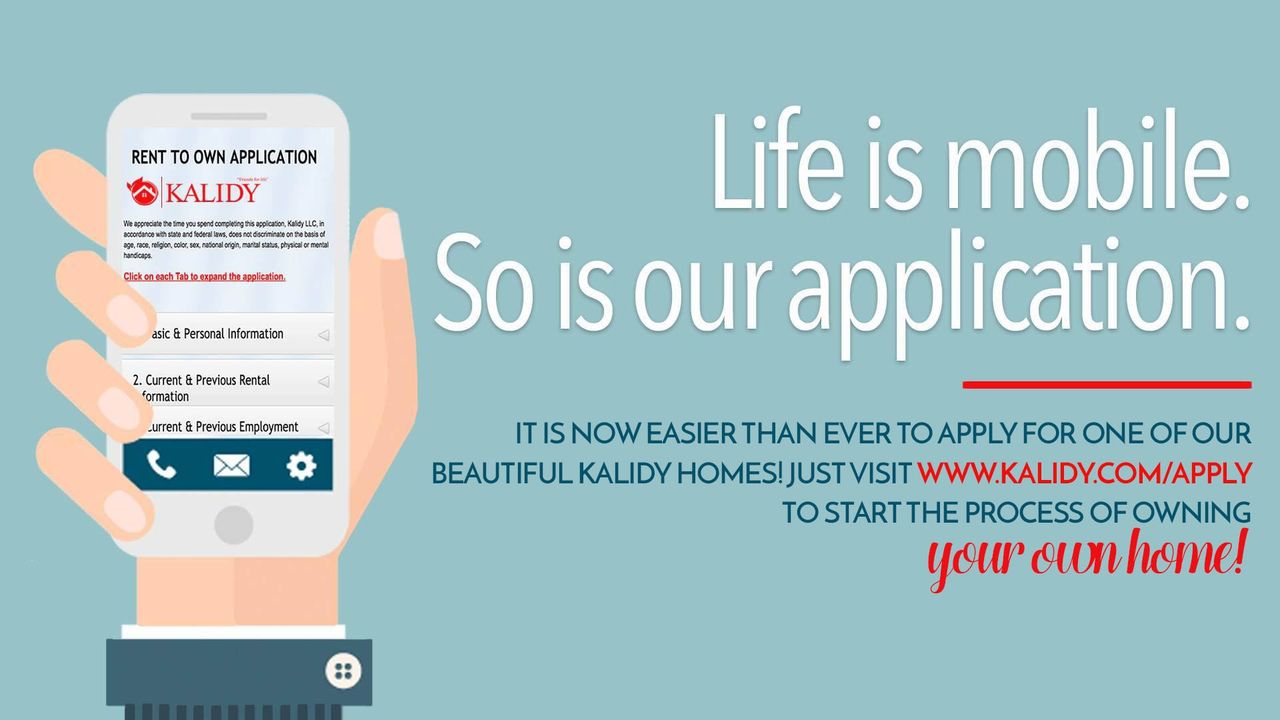 RENT TO OWN APPLICATION
"Friends for life"
KALIDY
We appreciate the time you spend completing this application, Kalidy LLC, in
accordance with state and federal laws, does not discriminate on the basis of
age, race, religion, color, sex, national origin, marital status, physical or mental
handicaps.
Click on each Tab to expand the application.
asic & Personal Information
2. Current & Previous Rental
formation
urrent & Previous Employment
Life is mobile.
So is our application.
IT IS NOW EASIER THAN EVER TO APPLY FOR ONE OF OUR
BEAUTIFUL KALIDY HOMES! JUST VISIT WWW.KALIDY.COM/APPLY
TO START THE PROCESS OF OWNING
your own home!